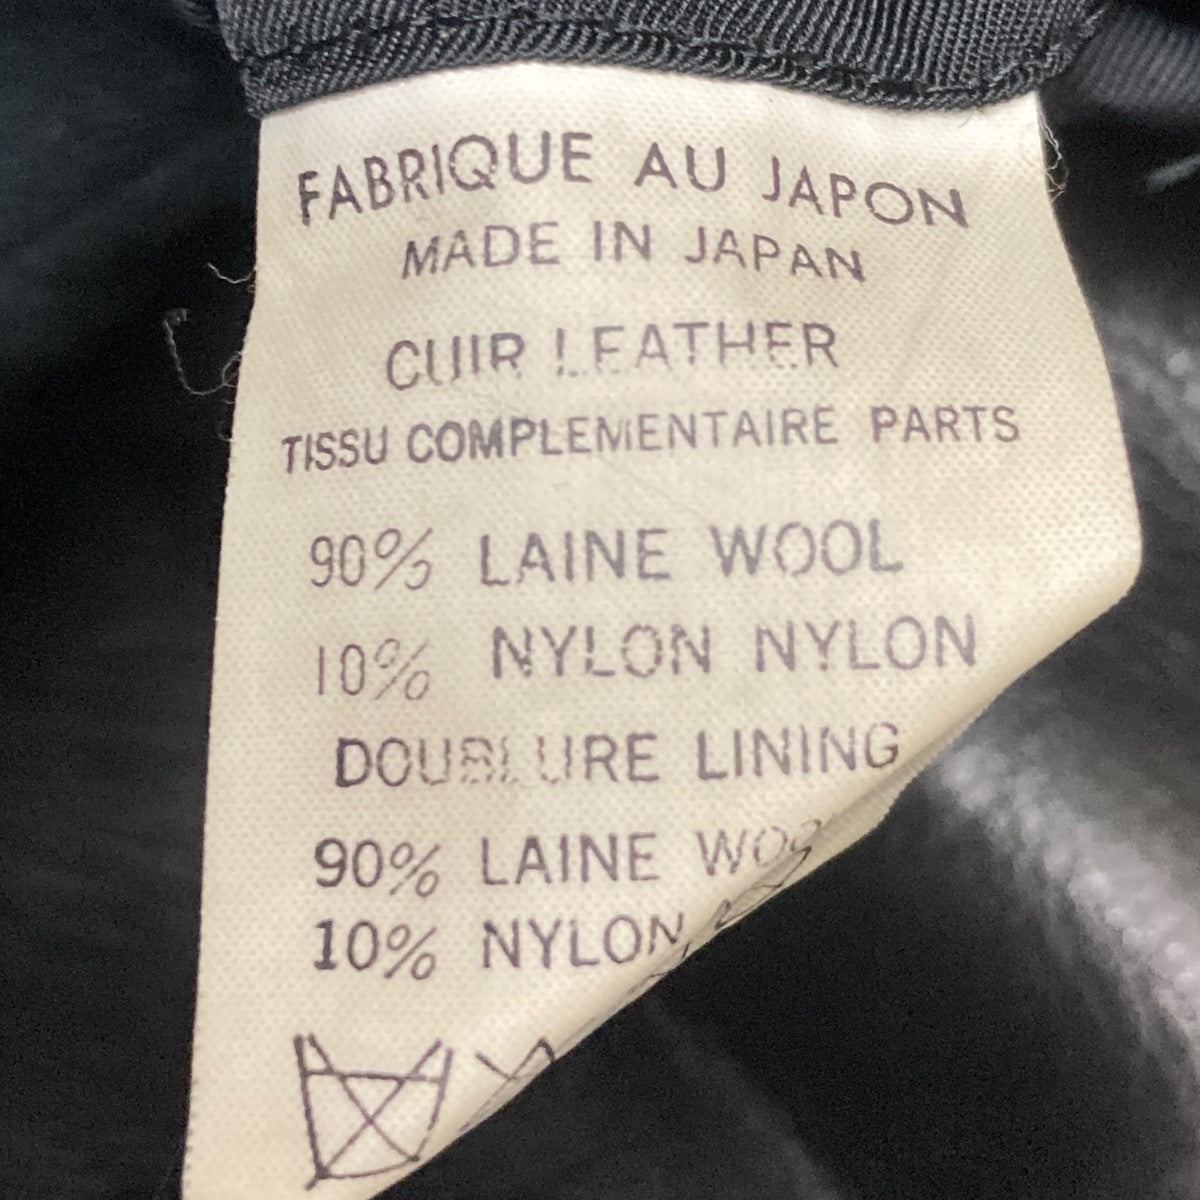 FABRIQUE AU JAPON
MADE IN JAPAN
CUIR LEATHER
TISSU COMPLEMENTAIRE PARTS
90% LAINE WOOL
10% NYLON NYLON
DOUBLURE LINING
90% LAINE
10% NYLON